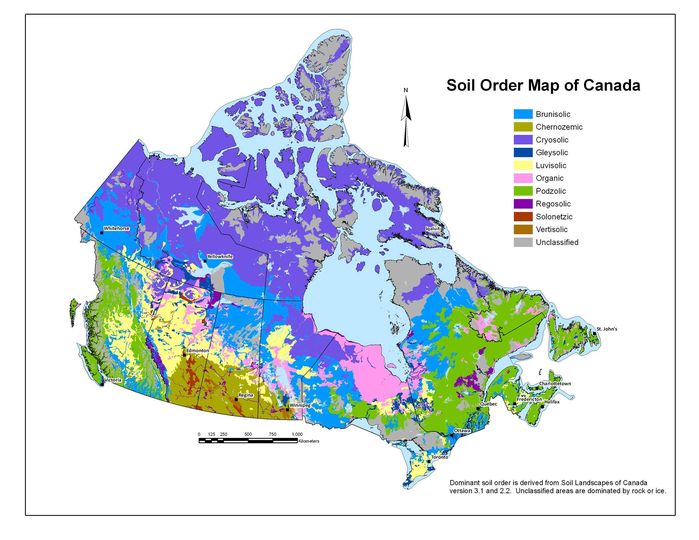 Soil Order Map of Canada
N
Brunisolic
Chernozemic
Cryosolic
Gleysolic
Luvisolic
Organic
Podzolic
Regosolic
Solonetzic
Vertisolic
Unclassified
Whitehorse
Yellowknife
Iqaluit
Edmonton
Victoria
Regina
Winnipeg
St. John's
Charlottetown
Fredericton
Halifax
Québec
Ottawa
Toronto
0 125 250 500 750 1,000
Kilometers
Dominant soil order is derived from Soil Landscapes of Canada
version 3.1 and 2.2. Unclassified areas are dominated by rock or ice.